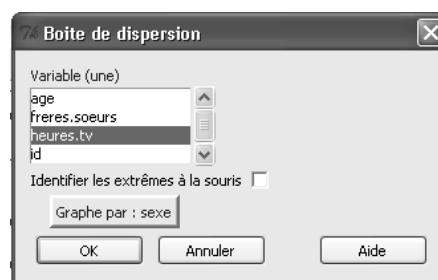 Boite de dispersion
Variable (une)
age
freres.soeurs
heures.tv
id
Identifier les extrêmes à la souris
Graphe par : sexe
OK Annuler Aide